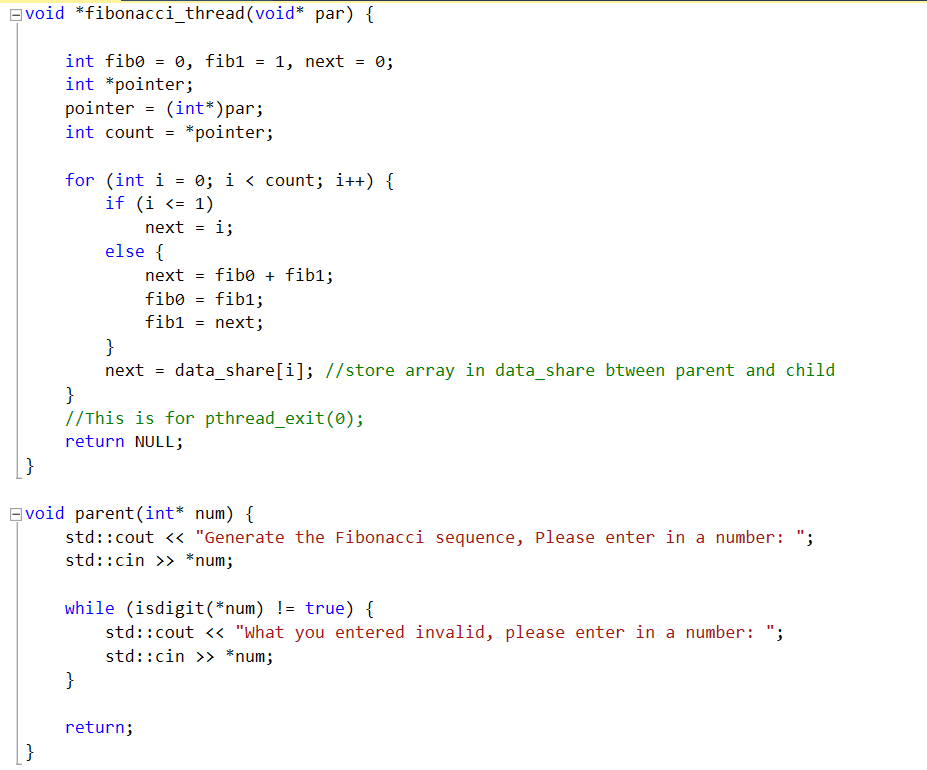 void *fibonacci_thread(void* par) {
int fib0 = 0, fib1 = 1, next = 0;
int *pointer;
pointer = (int*)par;
int count = *pointer;
for (int i = 0; i < count; i++) {
if (i <= 1)
next = i;
else {
next = fib0 + fib1;
fib0 = fib1;
fib1 = next;
}
next = data_share[i]; //store array in data_share btween parent and child
}
//This is for pthread_exit(0);
return NULL;
}
void parent(int* num) {
std::cout << "Generate the Fibonacci sequence, Please enter in a number: ";
std::cin >> *num;
while (isdigit(*num) != true) {
std::cout << "What you entered invalid, please enter in a number: ";
std::cin >> *num;
}
return;
}